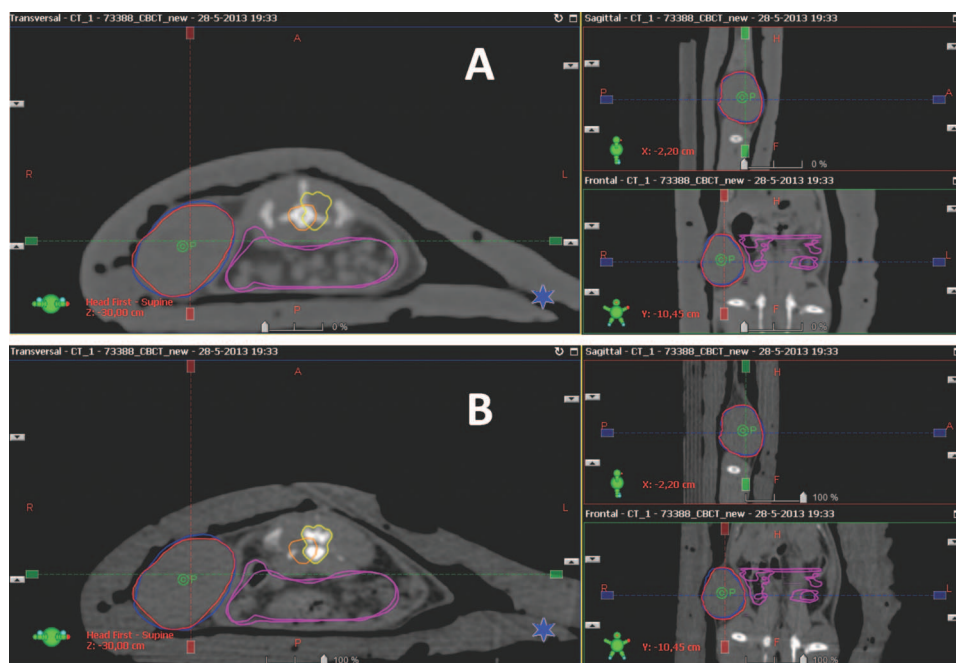 Transversal - CT_1 - 73388_CBCT_new - 28-5-2013 19:33
A
A
R
L
P
Head First - Supine
Z: -30,00 cm
P
0 %
Sagittal - CT_1 - 73388_CBCT_new - 28-5-2013 19:33
H
P
P
A
X: -2,20 cm
F
0 %
Frontal - CT_1 - 73388_CBCT_new - 28-5-2013 19:33
H
R
P
L
Y: -10,45 cm
F
0 %
Transversal - CT_1 - 73388_CBCT_new - 28-5-2013 19:33
A
B
R
L
P
Head First - Supine
Z: -30,00 cm
P
100 %
Sagittal - CT_1 - 73388_CBCT_new - 28-5-2013 19:33
H
P
P
A
X: -2,20 cm
F
100 %
Frontal - CT_1 - 73388_CBCT_new - 28-5-2013 19:33
H
R
P
L
Y: -10,45 cm
F
100 %